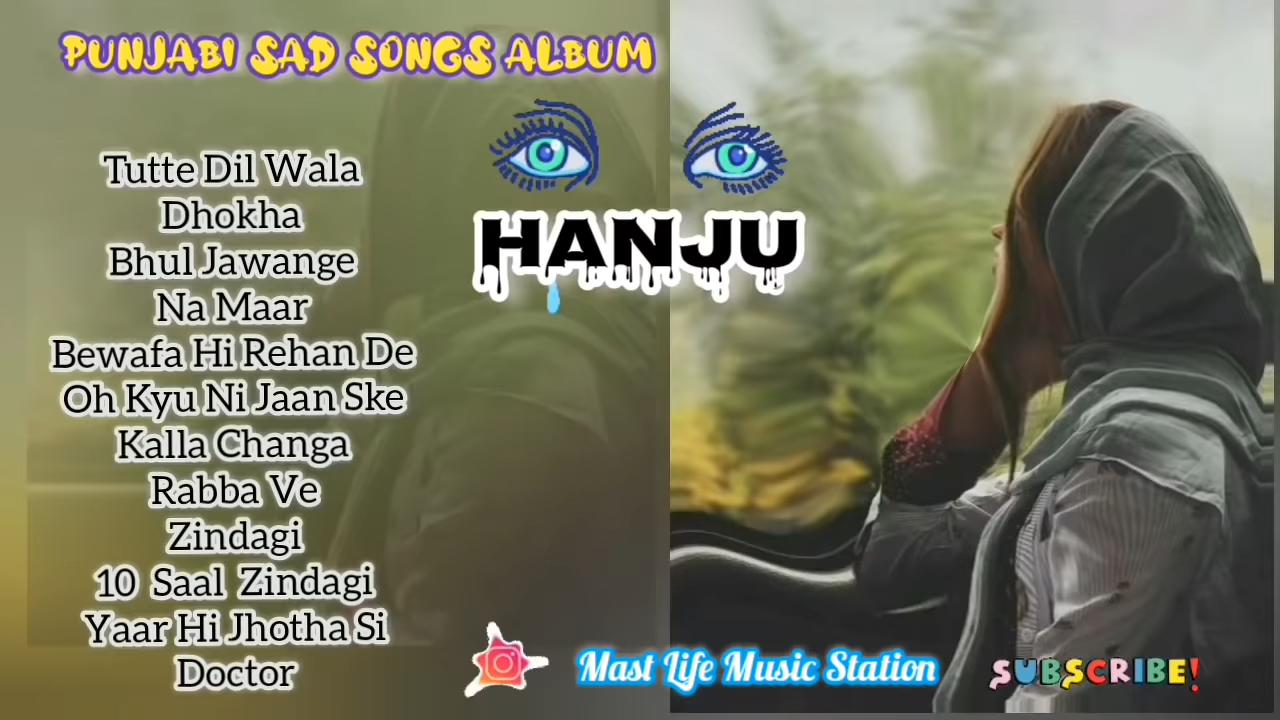 PUNJABI SAD SONGS ALBUM
HANJU
Tutte Dil Wala
Dhokha
Bhul Jawange
Na Maar
Bewafa Hi Rehan De
Oh Kyu Ni Jaan Ske
Kalla Changa
Rabba Ve
Zindagi
10 Saal Zindagi
Yaar Hi Jhotha Si
Doctor
Mast Life Music Station
SUBSCRIBE!